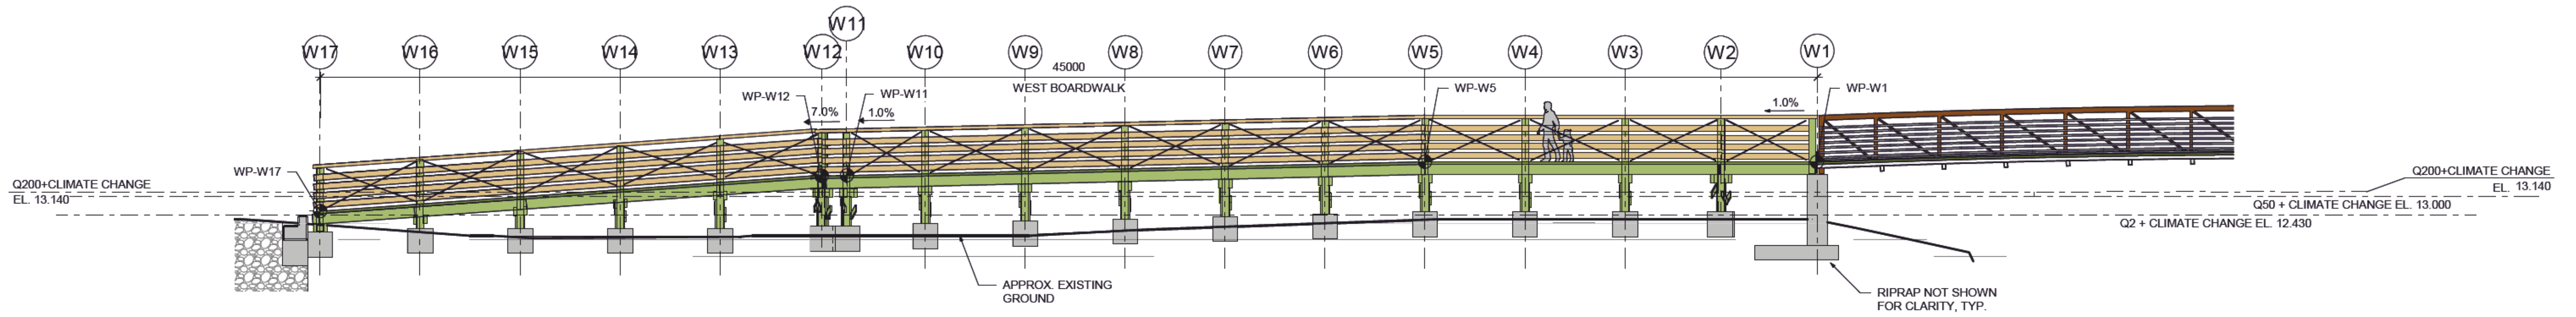 W11
W17 W16 W15 W14 W13 W12 W10 W9 W8 W7 W6 W5 W4 W3 W2 W1
45000
WEST BOARDWALK
WP-W12
7.0%
WP-W11
1.0%
WP-W5
1.0%
WP-W1
WP-W17
Q200+CLIMATE CHANGE
EL. 13.140
Q200+CLIMATE CHANGE
EL. 13.140
Q50 + CLIMATE CHANGE EL. 13.000
Q2 + CLIMATE CHANGE EL. 12.430
APPROX. EXISTING
GROUND
RIPRAP NOT SHOWN
FOR CLARITY, TYP.